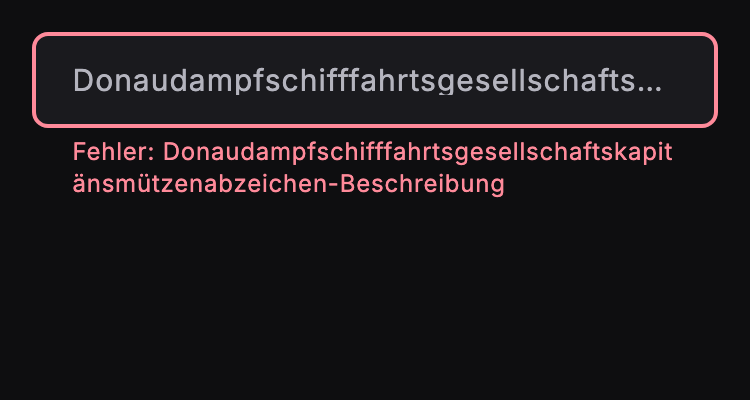 Donaudampfschifffahrtsgesellschafts...
Fehler: Donaudampfschifffahrtsgesellschaftskapit
änsmützenabzeichen-Beschreibung